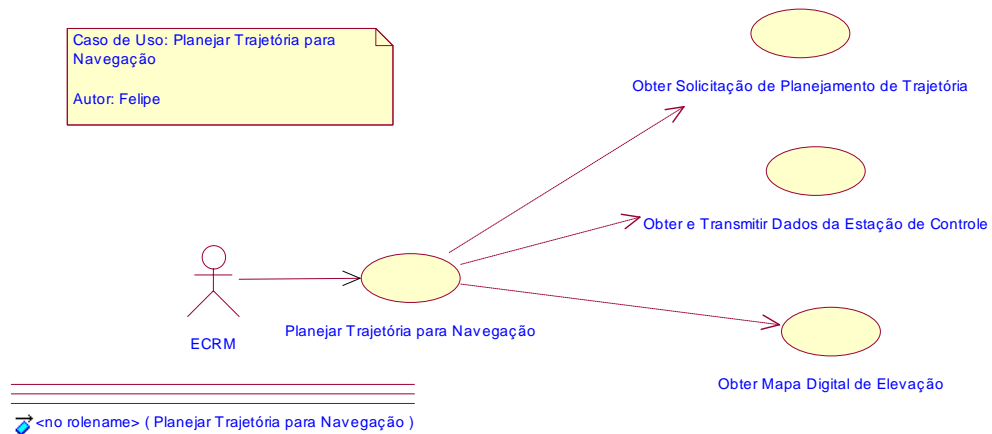 Caso de Uso: Planejar Trajetória para
Navegação
Autor: Felipe
Obter Solicitação de Planejamento de Trajetória
Obter e Transmitir Dados da Estação de Controle
Planejar Trajetória para Navegação
ECRM
Obter Mapa Digital de Elevação
<no rolename> ( Planejar Trajetória para Navegação )